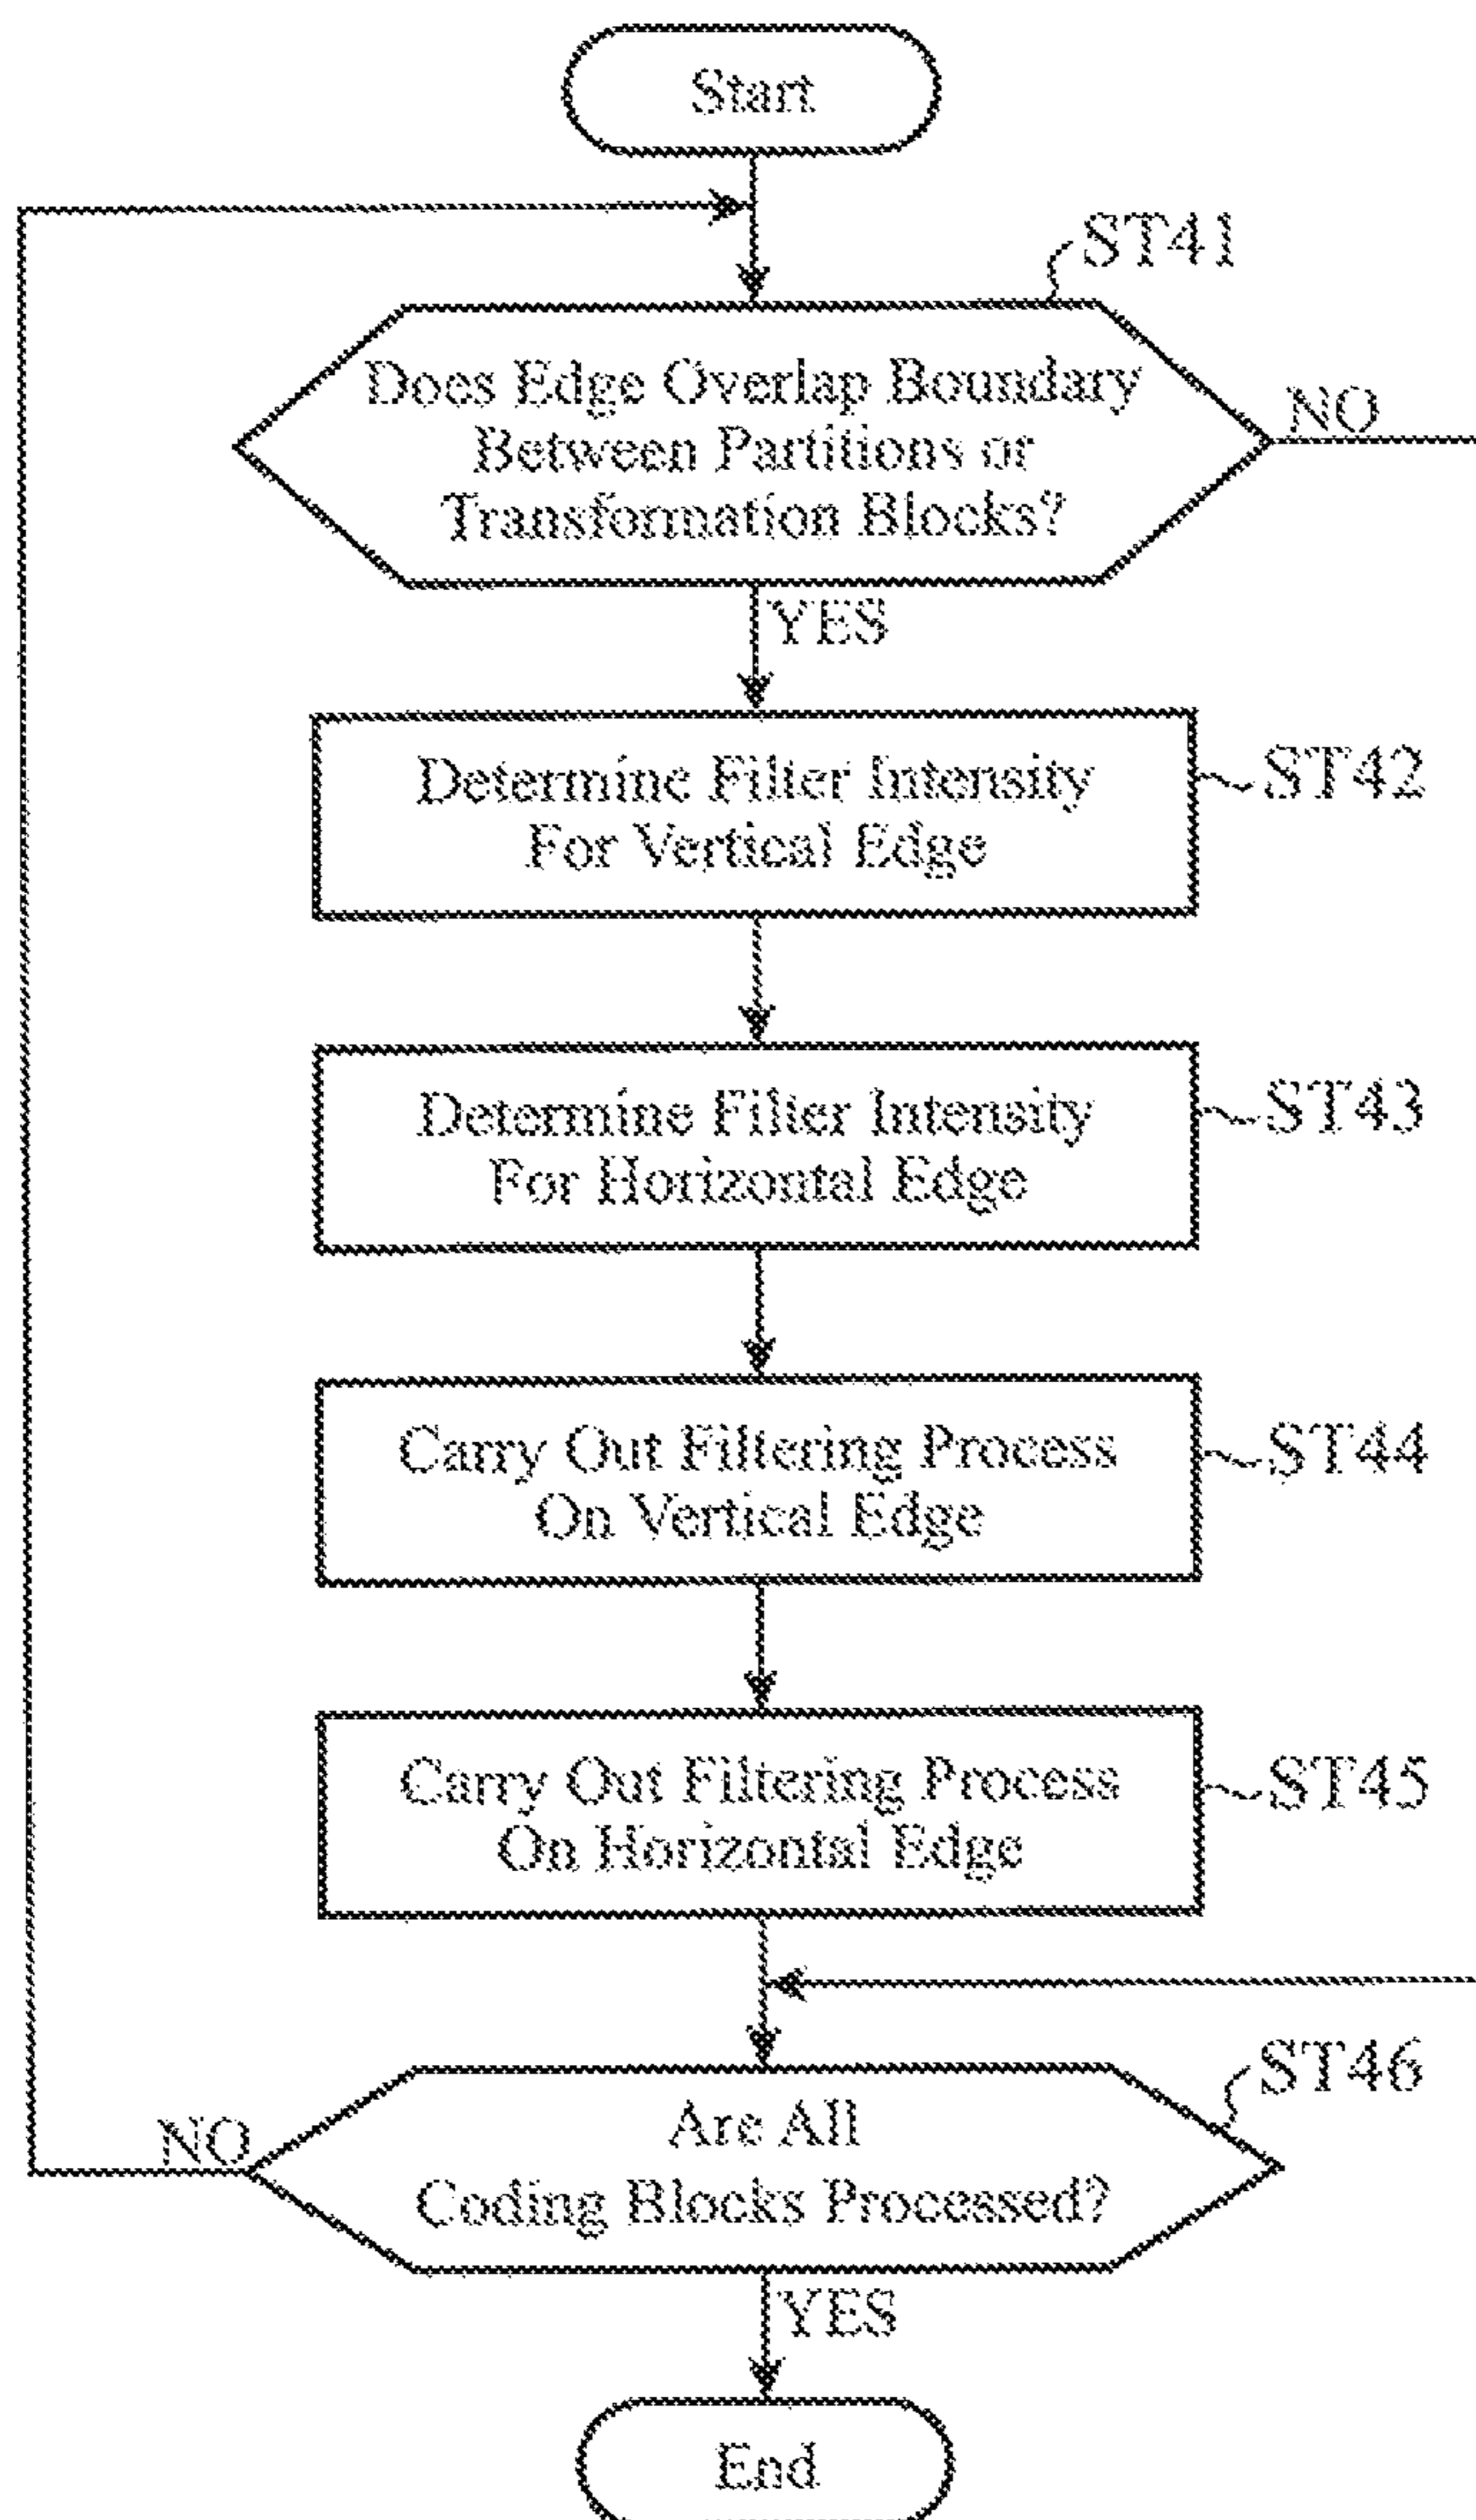 Start
ST41
Does Edge Overlap Boundary
Between Partitions or
Transformation Blocks?
NO
YES
Determine Filter Intensity
For Vertical Edge
ST42
Determine Filter Intensity
For Horizontal Edge
ST43
Carry Out Filtering Process
On Vertical Edge
ST44
Carry Out Filtering Process
On Horizontal Edge
ST45
ST46
NO
Are All
Coding Blocks Processed?
YES
End